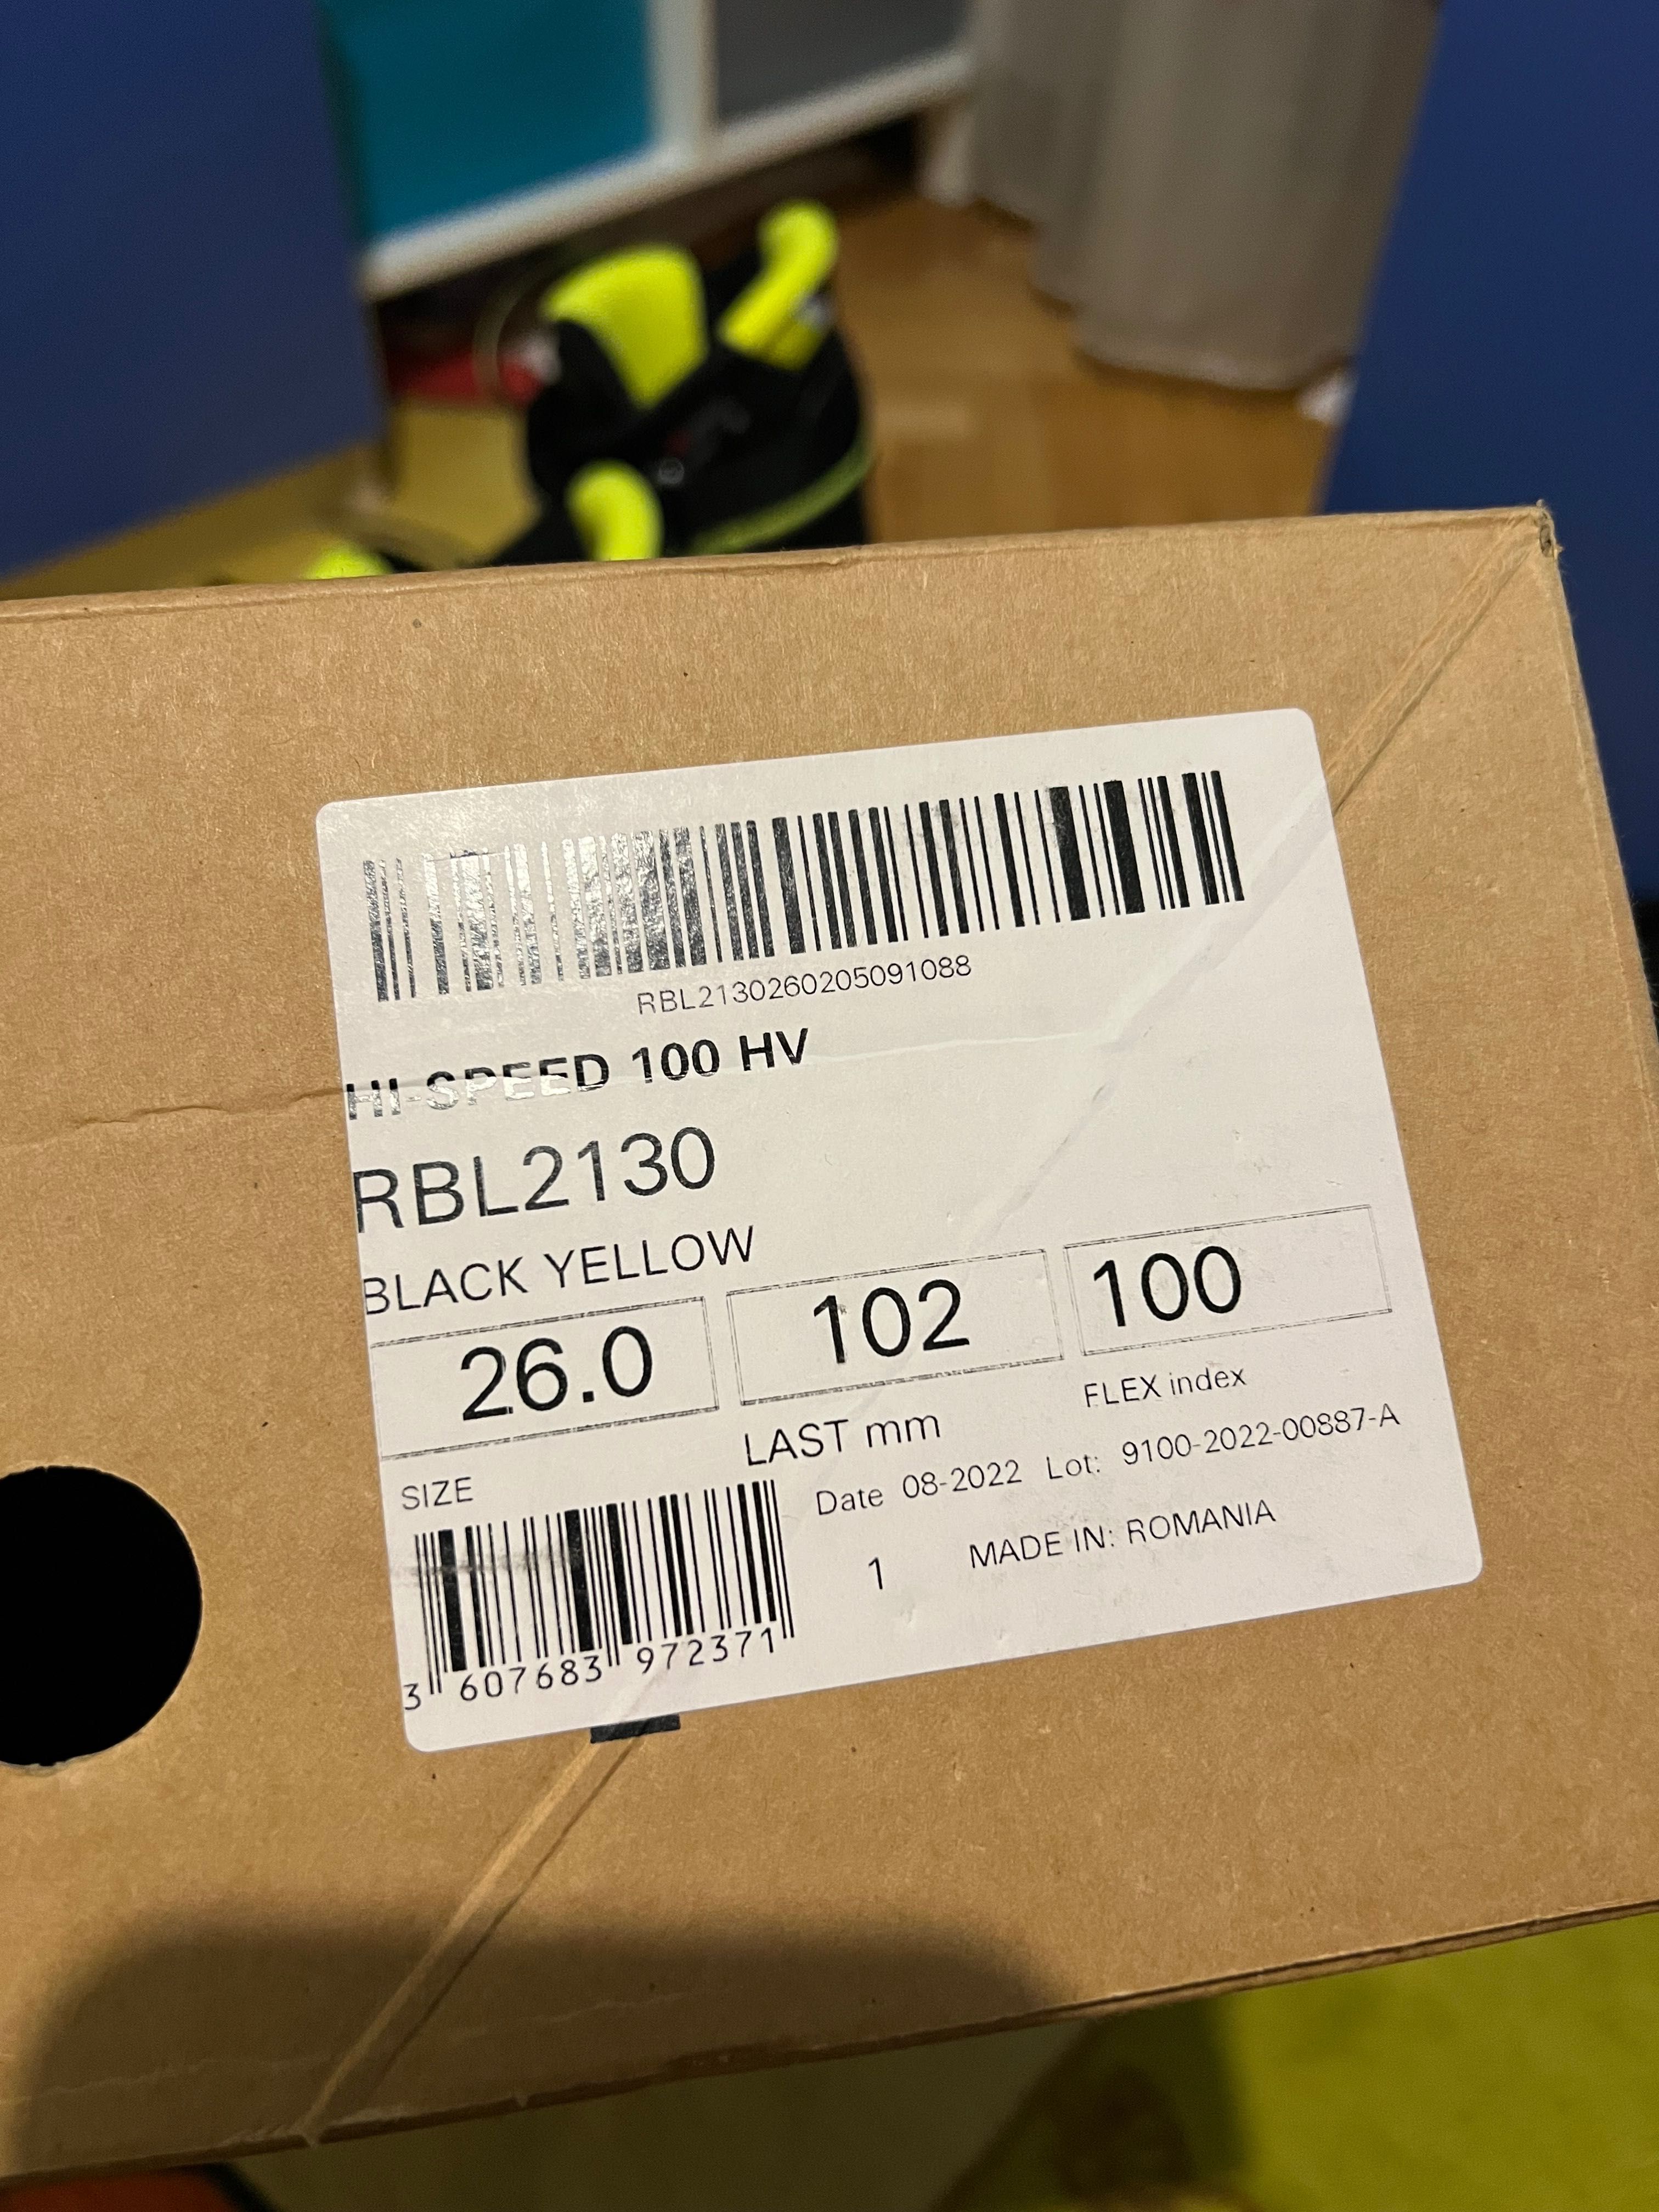 RBL2130260205091088
HI-SPEED 100 HV
RBL2130
BLACK YELLOW
26.0 102 100
SIZE LAST mm FLEX index
Date 08-2022 Lot: 9100-2022-00887-A
1 MADE IN: ROMANIA
3 607683 972371